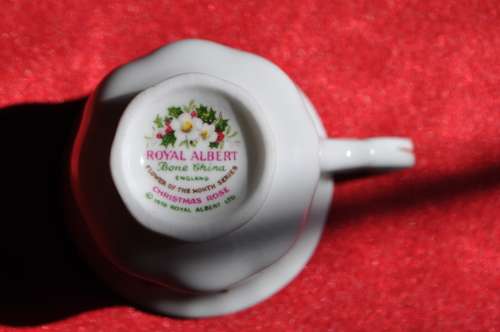 ROYAL ALBERT
Bone China
ENGLAND
FLOWER OF THE MONTH SERIES
CHRISTMAS ROSE
© 1970 ROYAL ALBERT LTD